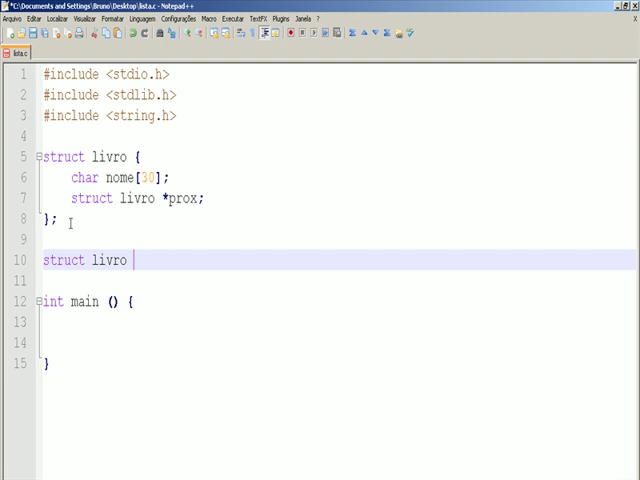 *C:\Documents and Settings\Bruno\Desktop\lista.c - Notepad++
Arquivo Editar Localizar Visualizar Formatar Linguagem Configurações Macro Executar TextFX Plugins Janela ? X
lista.c
1 #include <stdio.h>
2 #include <stdlib.h>
3 #include <string.h>
4
5 struct livro {
6 char nome[30];
7 struct livro *prox;
8 };
9
10 struct livro
11
12 int main () {
13
14
15 }